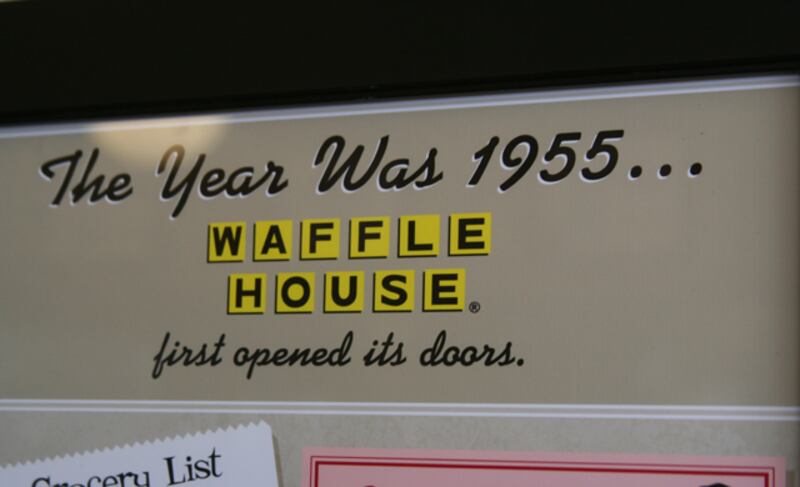 The Year Was 1955...
WAFFLE
HOUSE®
first opened its doors.
Grocery List